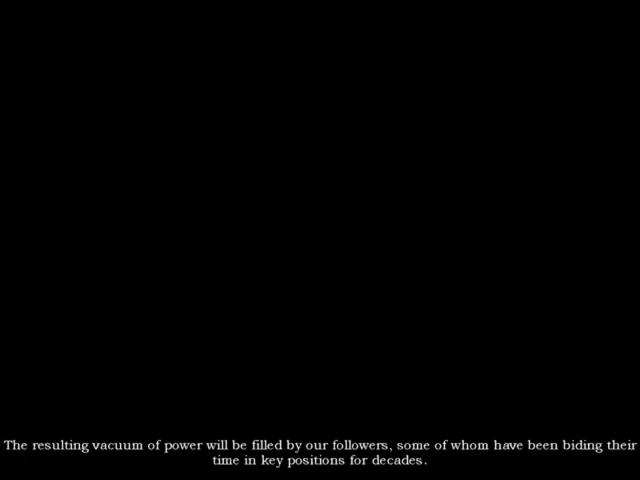 The resulting vacuum of power will be filled by our followers, some of whom have been biding their
time in key positions for decades.